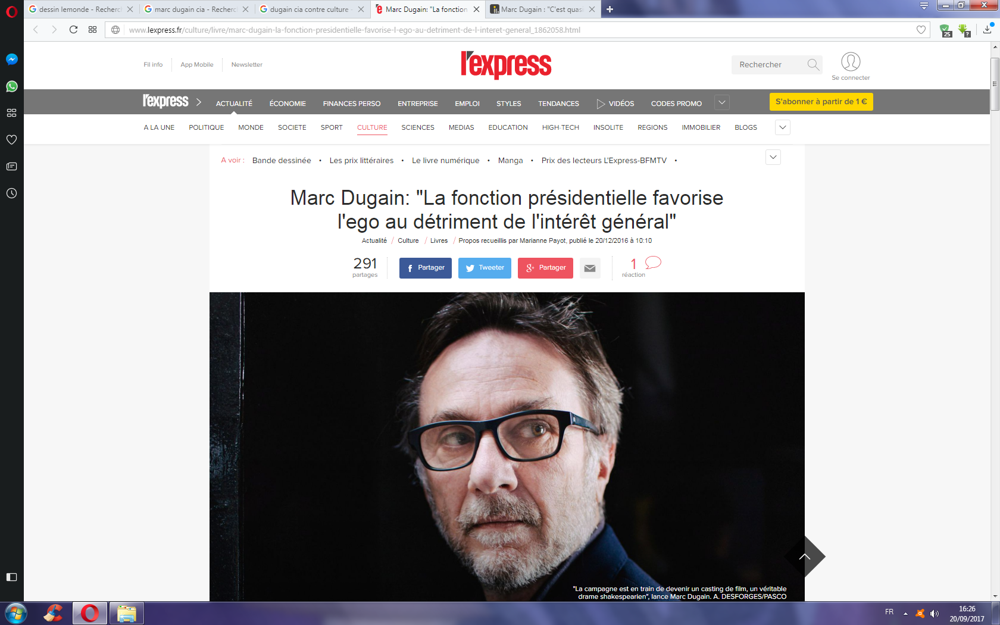 dessin lemonde - Recherc
marc dugain cia - Recherc
dugain cia contre culture -
Marc Dugain: "La fonction
Marc Dugain : "C'est quas
www.lexpress.fr/culture/livre/marc-dugain-la-fonction-presidentielle-favorise-l-ego-au-detriment-de-l-interet-general_1862058.html
25
?
Fil info
App Mobile
Newsletter
l'express
Rechercher
Se connecter
l'express
ACTUALITÉ
ÉCONOMIE
FINANCES PERSO
ENTREPRISE
EMPLOI
STYLES
TENDANCES
VIDÉOS
CODES PROMO
S'abonner à partir de 1 €
A LA UNE
POLITIQUE
MONDE
SOCIETE
SPORT
CULTURE
SCIENCES
MEDIAS
EDUCATION
HIGH-TECH
INSOLITE
REGIONS
IMMOBILIER
BLOGS
A voir : Bande dessinée • Les prix littéraires • Le livre numérique • Manga • Prix des lecteurs L'Express-BFMTV •
Marc Dugain: "La fonction présidentielle favorise
l'ego au détriment de l'intérêt général"
Actualité / Culture / Livres / Propos recueillis par Marianne Payot, publié le 20/12/2016 à 10:10
291
partages
Partager
Tweeter
Partager
1
réaction
"La campagne est en train de devenir un casting de film, un véritable
drame shakespearien", lance Marc Dugain. A. DESFORGES/PASCO
FR
16:26
20/09/2017